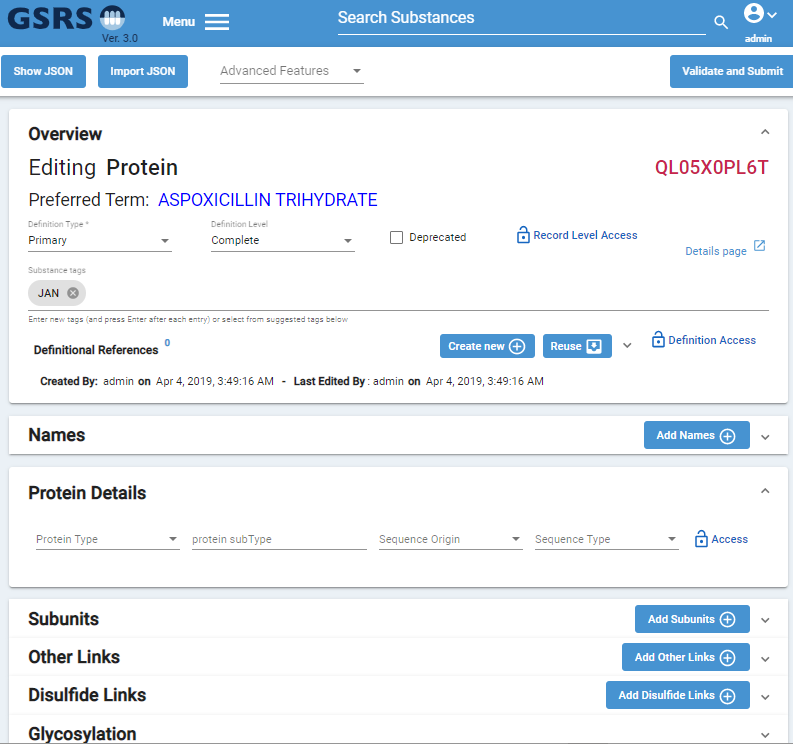 GSRS
Ver. 3.0
Menu
Search Substances
admin
Show JSON
Import JSON
Advanced Features
Validate and Submit
Overview
Editing Protein
QL05X0PL6T
Preferred Term: ASPOXICILLIN TRIHYDRATE
Definition Type *
Primary
Definition Level
Complete
Deprecated
Record Level Access
Details page
Substance tags
JAN
Enter new tags (and press Enter after each entry) or select from suggested tags below
Definitional References 0
Create new
Reuse
Definition Access
Created By: admin on Apr 4, 2019, 3:49:16 AM - Last Edited By : admin on Apr 4, 2019, 3:49:16 AM
Names
Add Names
Protein Details
Protein Type
protein subType
Sequence Origin
Sequence Type
Access
Subunits
Add Subunits
Other Links
Add Other Links
Disulfide Links
Add Disulfide Links
Glycosylation